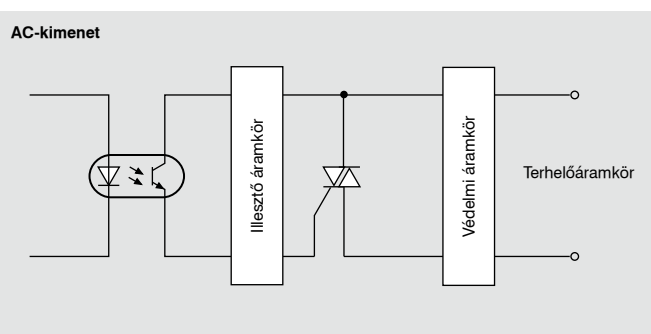 AC-kimenet
Illesztő áramkör
Védelmi áramkör
Terhelőáramkör